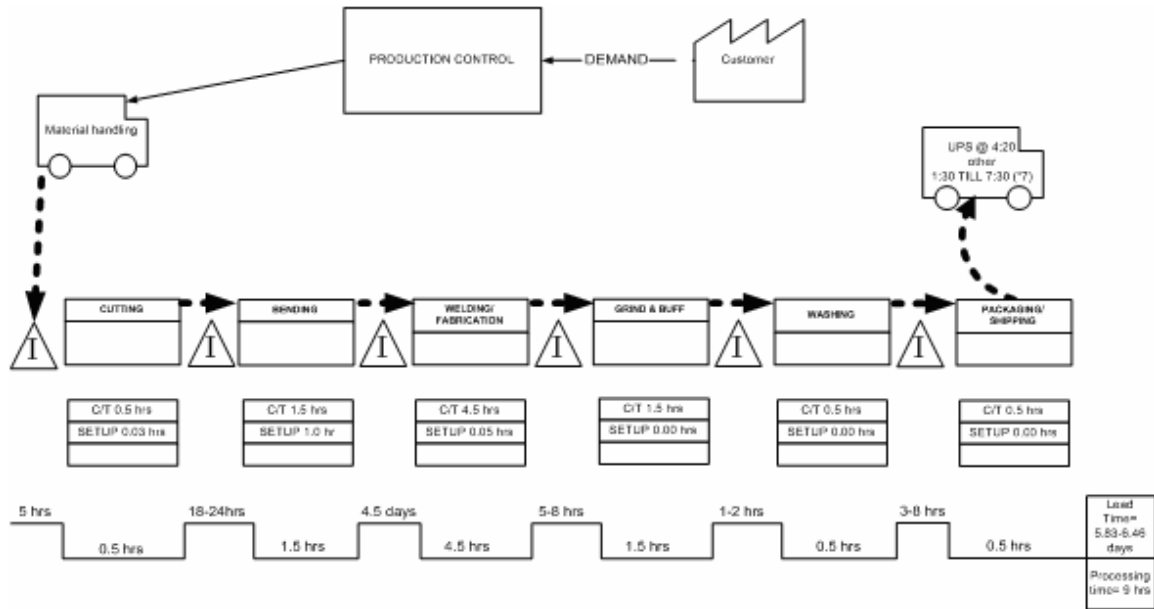 PRODUCTION CONTROL
DEMAND
Customer
Material handling
UPS @ 4:20
other
1:30 TILL 7:30 (*7)
CUTTING
BENDING
WELDING/
FABRICATION
GRIND & BUFF
WASHING
PACKAGING/
SHIPPING
I
I
I
I
I
I
C/T 0.5 hrs
SETUP 0.03 hrs
C/T 1.5 hrs
SETUP 1.0 hr
C/T 4.5 hrs
SETUP 0.05 hrs
C/T 1.5 hrs
SETUP 0.00 hrs
C/T 0.5 hrs
SETUP 0.00 hrs
C/T 0.5 hrs
SETUP 0.00 hrs
5 hrs
0.5 hrs
18-24hrs
1.5 hrs
4.5 days
4.5 hrs
5-8 hrs
1.5 hrs
1-2 hrs
0.5 hrs
3-8 hrs
0.5 hrs
Lead
Time=
5.83-6.46
days
Processing
time= 9 hrs